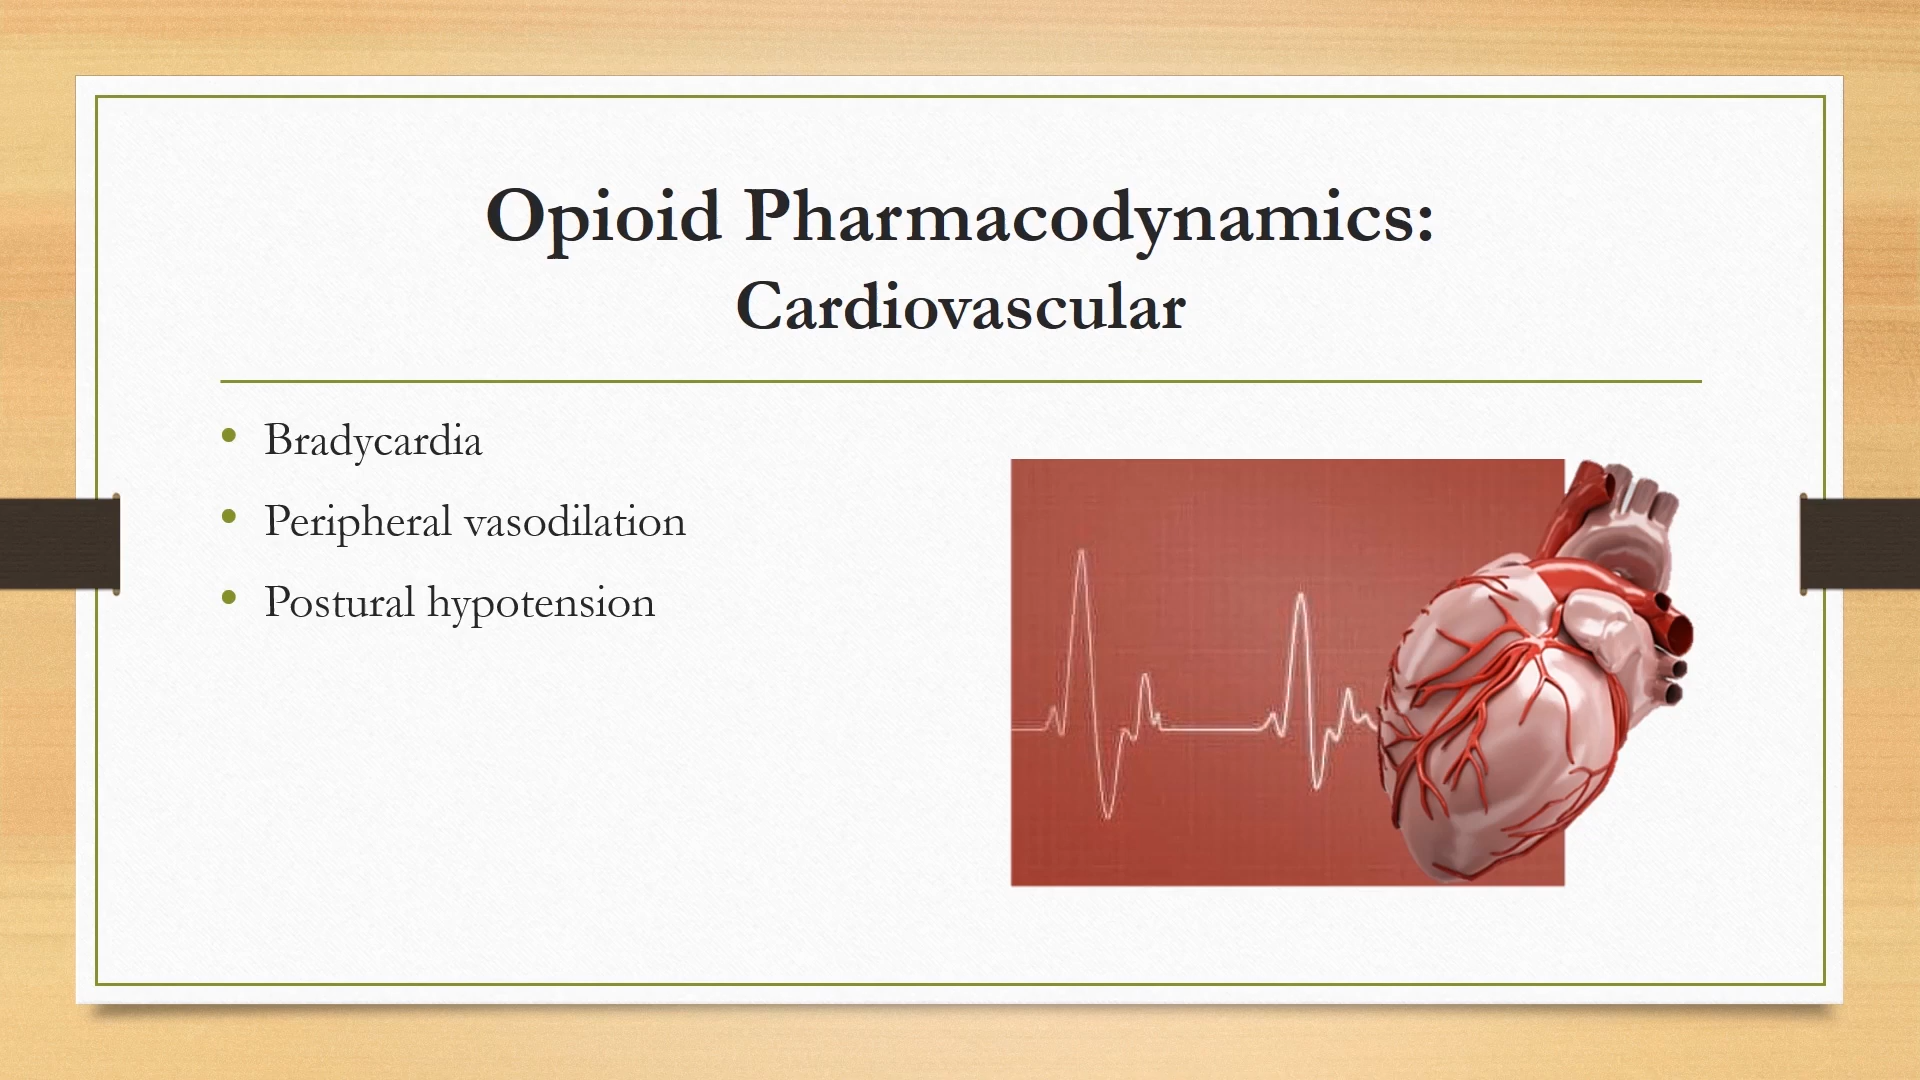 Opioid Pharmacodynamics:
Cardiovascular
• Bradycardia
• Peripheral vasodilation
• Postural hypotension